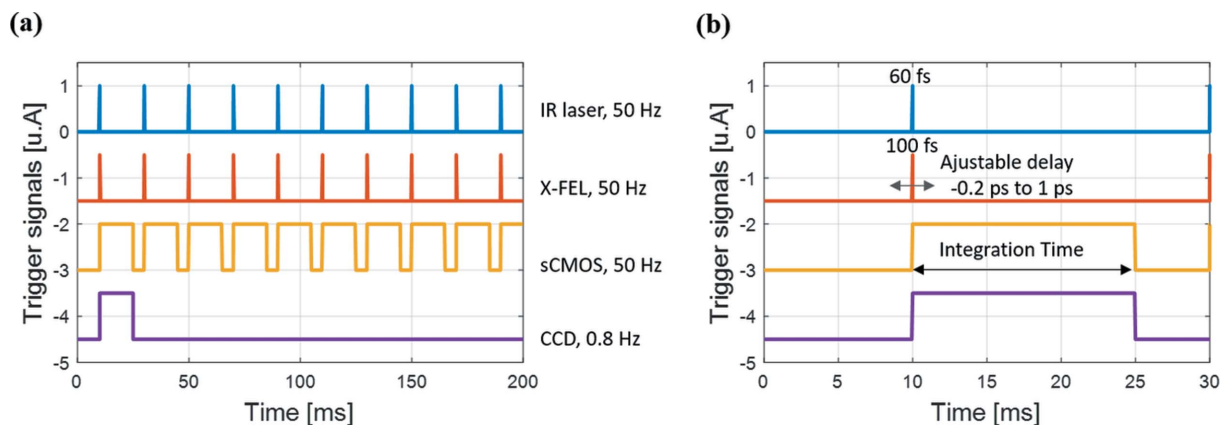 (a)
Trigger signals [u.A]
1
0
-1
-2
-3
-4
-5
0
50
100
150
200
Time [ms]
IR laser, 50 Hz
X-FEL, 50 Hz
sCMOS, 50 Hz
CCD, 0.8 Hz
(b)
Trigger signals [u.A]
1
0
-1
-2
-3
-4
-5
0
5
10
15
20
25
30
Time [ms]
60 fs
100 fs
Ajustable delay
-0.2 ps to 1 ps
Integration Time